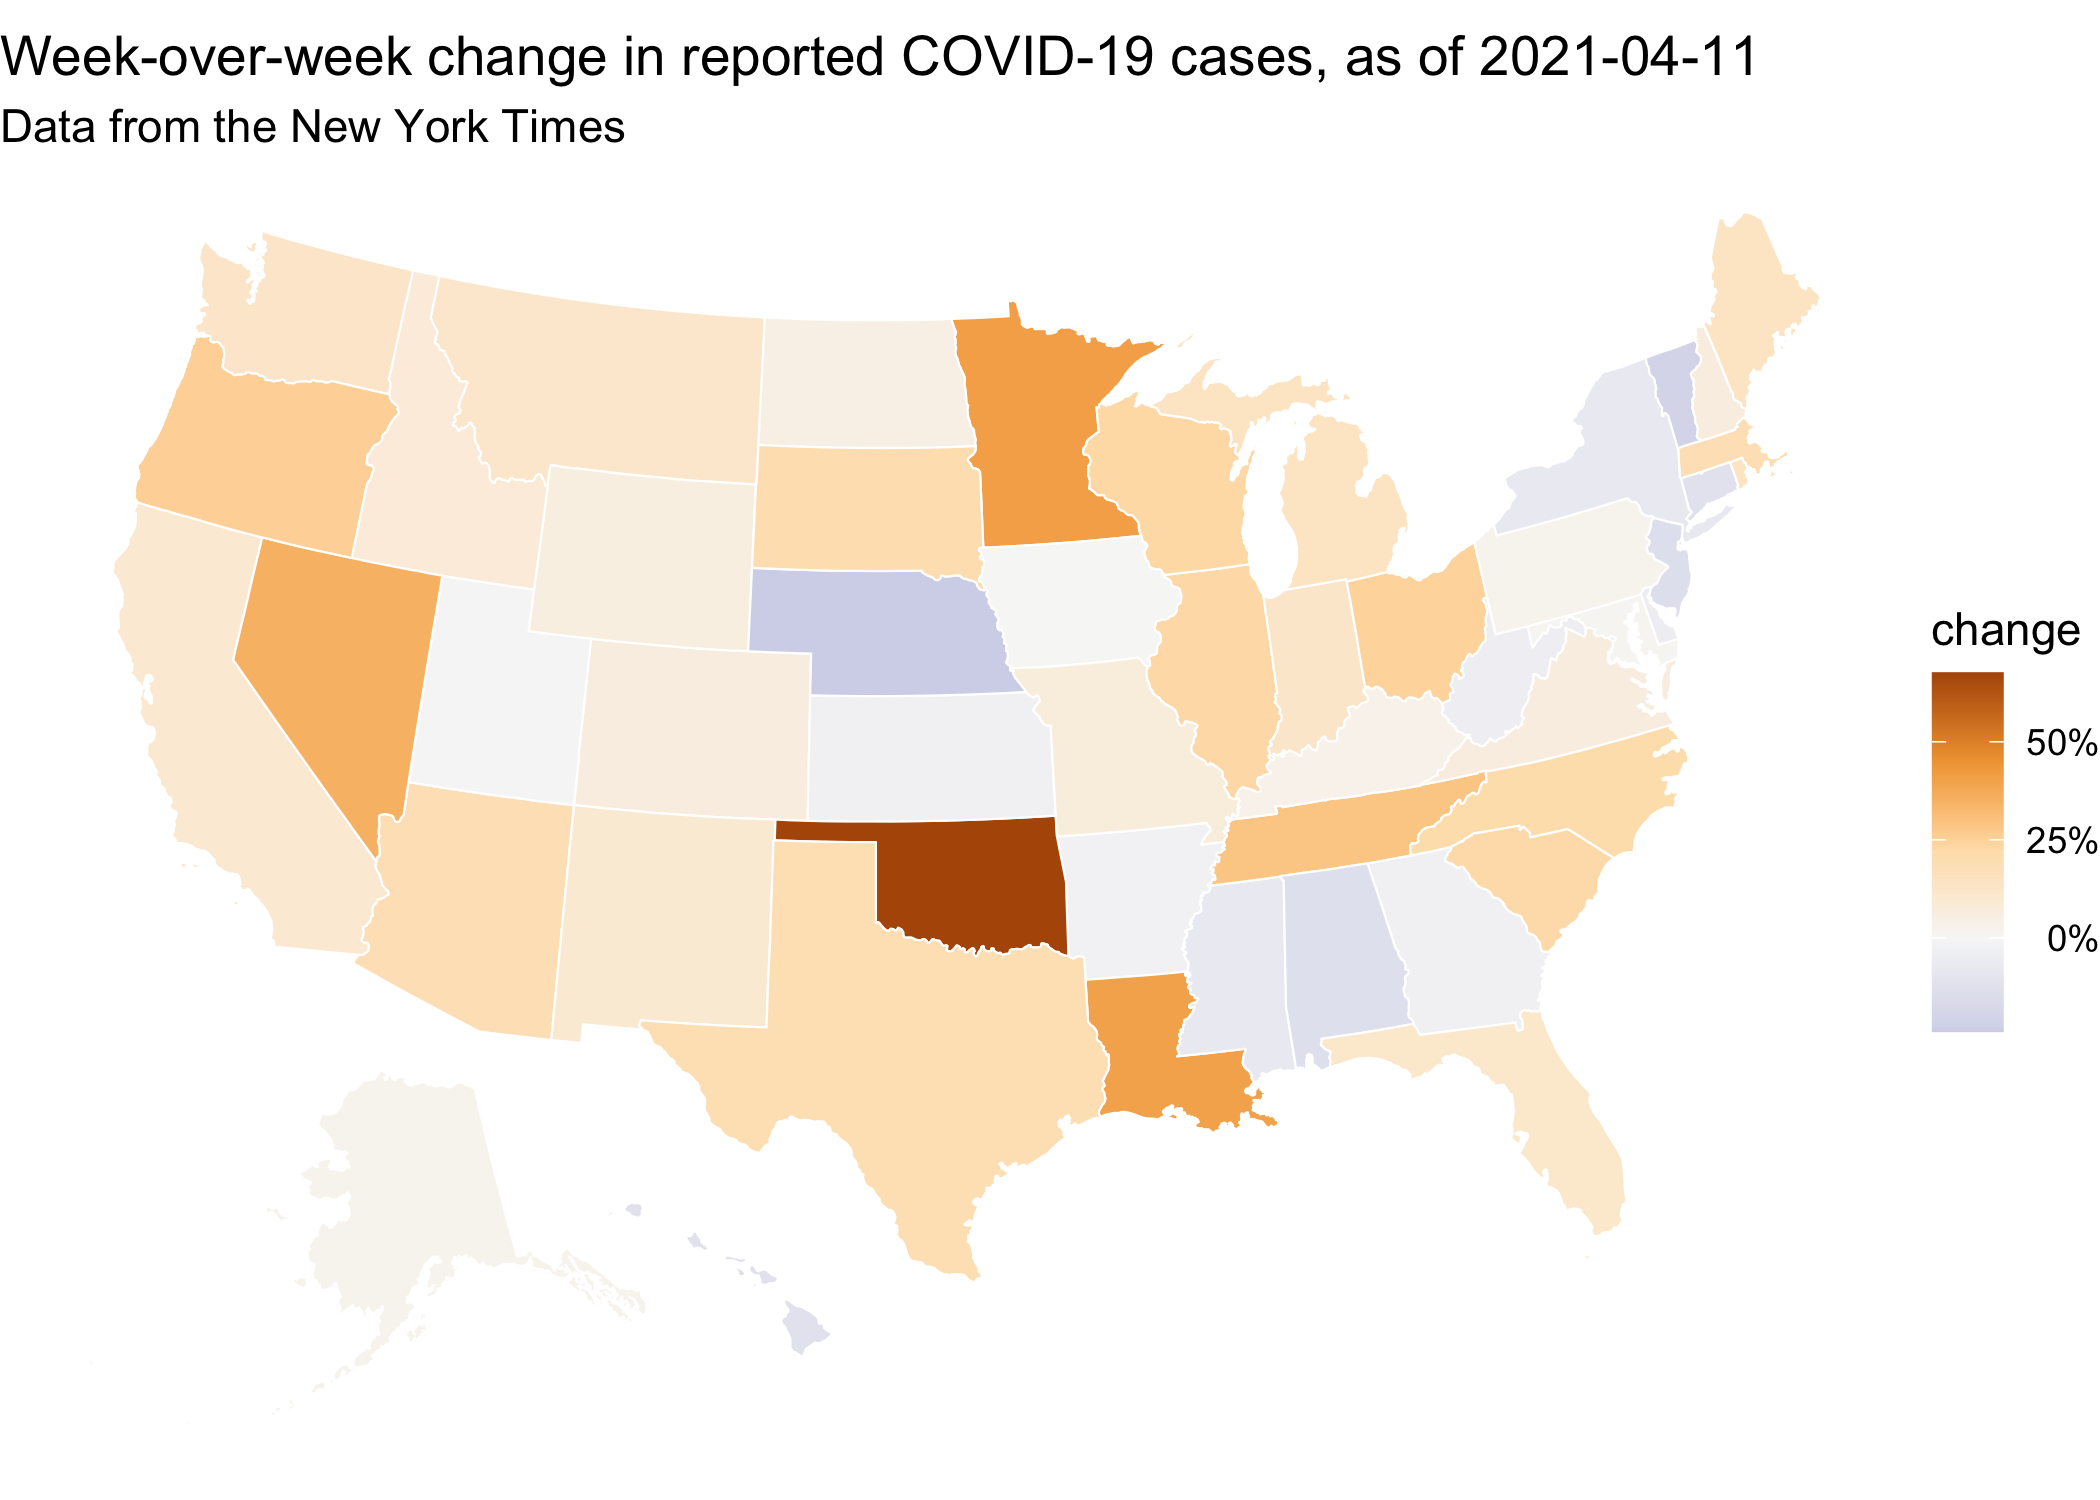 Week-over-week change in reported COVID-19 cases, as of 2021-04-11
Data from the New York Times
change
50%
25%
0%